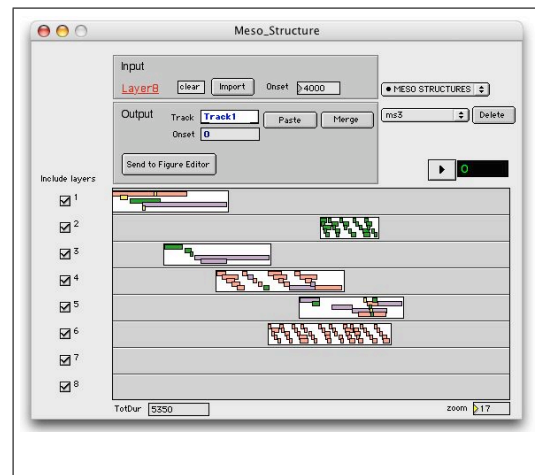 Meso_Structure
Input
Layer8 clear Import Onset 4000
• MESO STRUCTURES
Output Track Track1 Paste Merge
ms3 Delete
Onset 0
Send to Figure Editor
0
Include layers
1
2
3
4
5
6
7
8
TotDur 5350
zoom 17